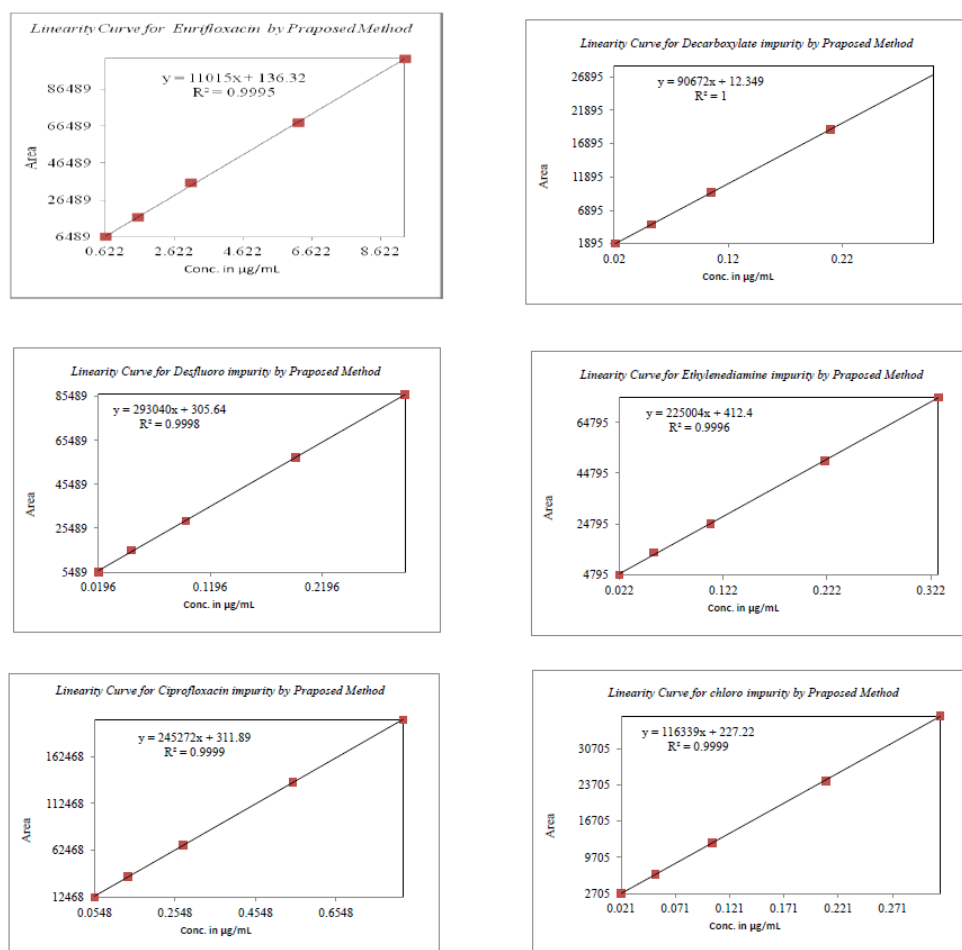 Linearity Curve for Enrifloxacin by Praposed Method
y = 11015x + 136.32
R² = 0.9995
86489
66489
46489
26489
6489
Area
0.622 2.622 4.622 6.622 8.622
Conc. in µg/mL
Linearity Curve for Decarboxylate impurity by Praposed Method
y = 90672x + 12.349
R² = 1
26895
21895
16895
11895
6895
1895
Area
0.02 0.12 0.22
Conc. in µg/mL
Linearity Curve for Desfluoro impurity by Praposed Method
y = 293040x + 305.64
R² = 0.9998
85489
65489
45489
25489
5489
Area
0.0196 0.1196 0.2196
Conc. in µg/mL
Linearity Curve for Ethylenediamine impurity by Praposed Method
y = 225004x + 412.4
R² = 0.9996
64795
44795
24795
4795
Area
0.022 0.122 0.222 0.322
Conc. in µg/mL
Linearity Curve for Ciprofloxacin impurity by Praposed Method
y = 245272x + 311.89
R² = 0.9999
162468
112468
62468
12468
Area
0.0548 0.2548 0.4548 0.6548
Conc. in µg/mL
Linearity Curve for chloro impurity by Praposed Method
y = 116339x + 227.22
R² = 0.9999
30705
23705
16705
9705
2705
Area
0.021 0.071 0.121 0.171 0.221 0.271
Conc. in µg/mL